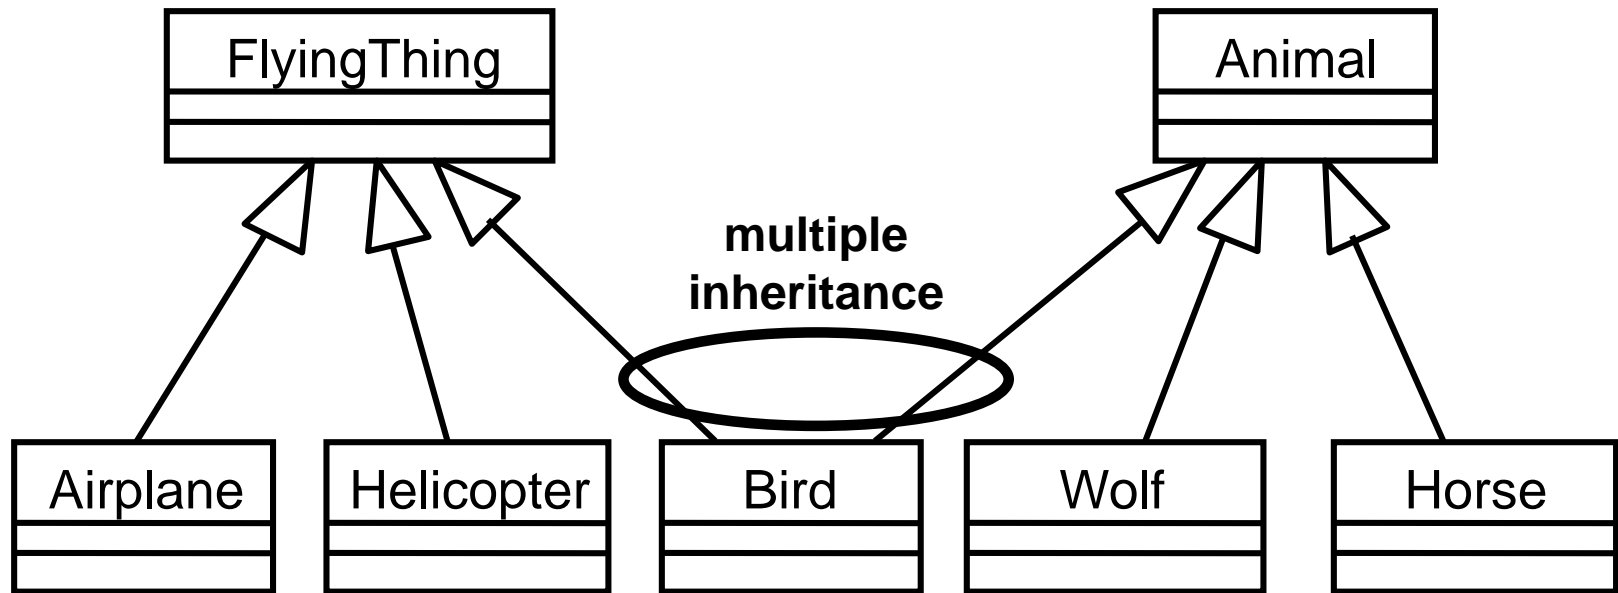 FlyingThing
Animal
multiple
inheritance
Airplane
Helicopter
Bird
Wolf
Horse